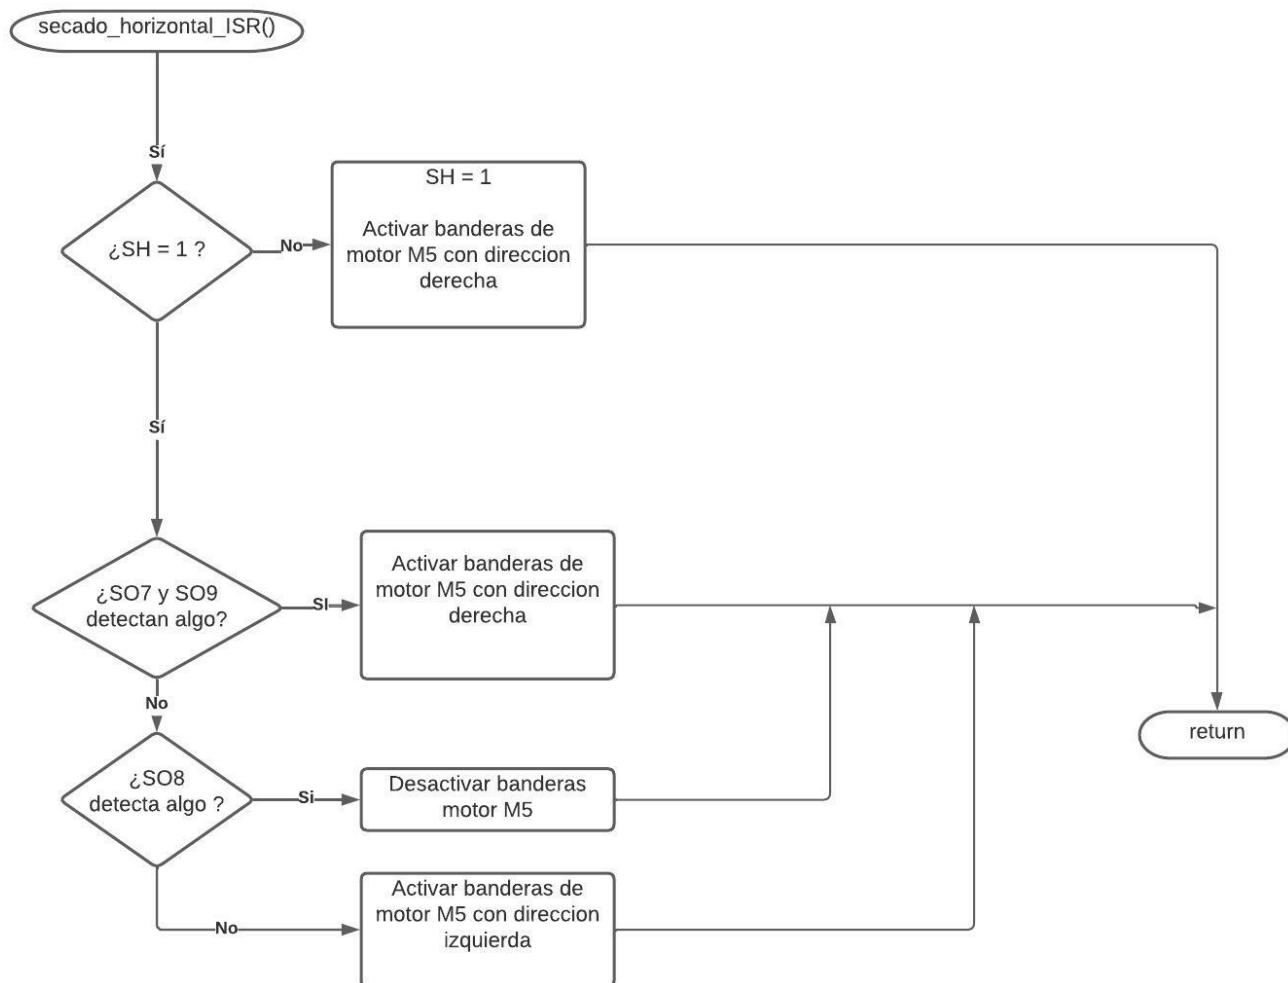 secado_horizontal_ISR()
Sí
¿SH = 1 ?
No
SH = 1
Activar banderas de
motor M5 con direccion
derecha
Sí
¿SO7 y SO9
detectan algo?
SI
Activar banderas de
motor M5 con direccion
derecha
No
return
¿SO8
detecta algo ?
Si
Desactivar banderas
motor M5
No
Activar banderas de
motor M5 con direccion
izquierda